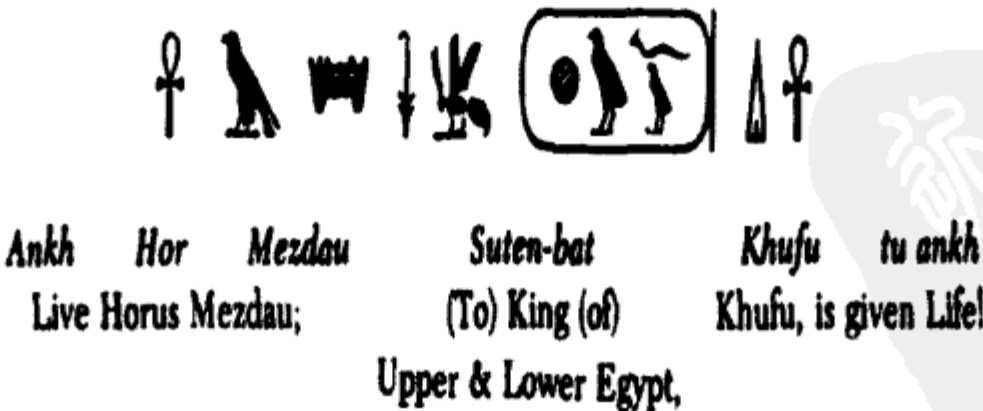 Ankh Hor Mezdau Suten-bat Khufu tu ankh
Live Horus Mezdau; (To) King (of) Khufu, is given Life!
Upper & Lower Egypt,